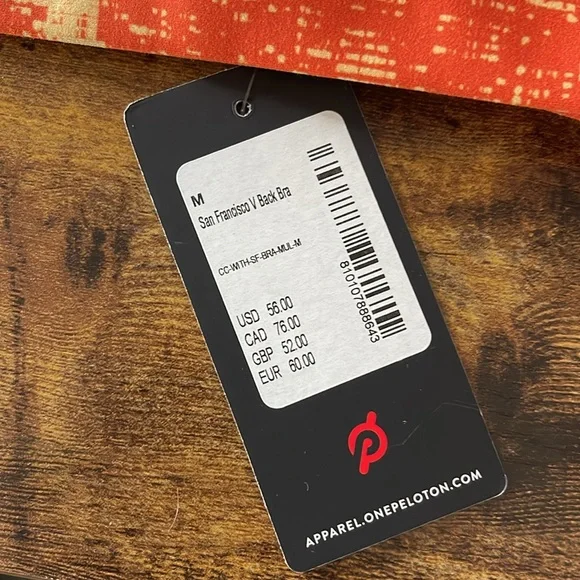 M
San Francisco V Back Bra
CC-WITH-SF-BRA-MUL-M
USD 56.00
CAD 76.00
GBP 52.00
EUR 60.00
810107888643
APPAREL.ONEPELOTON.COM